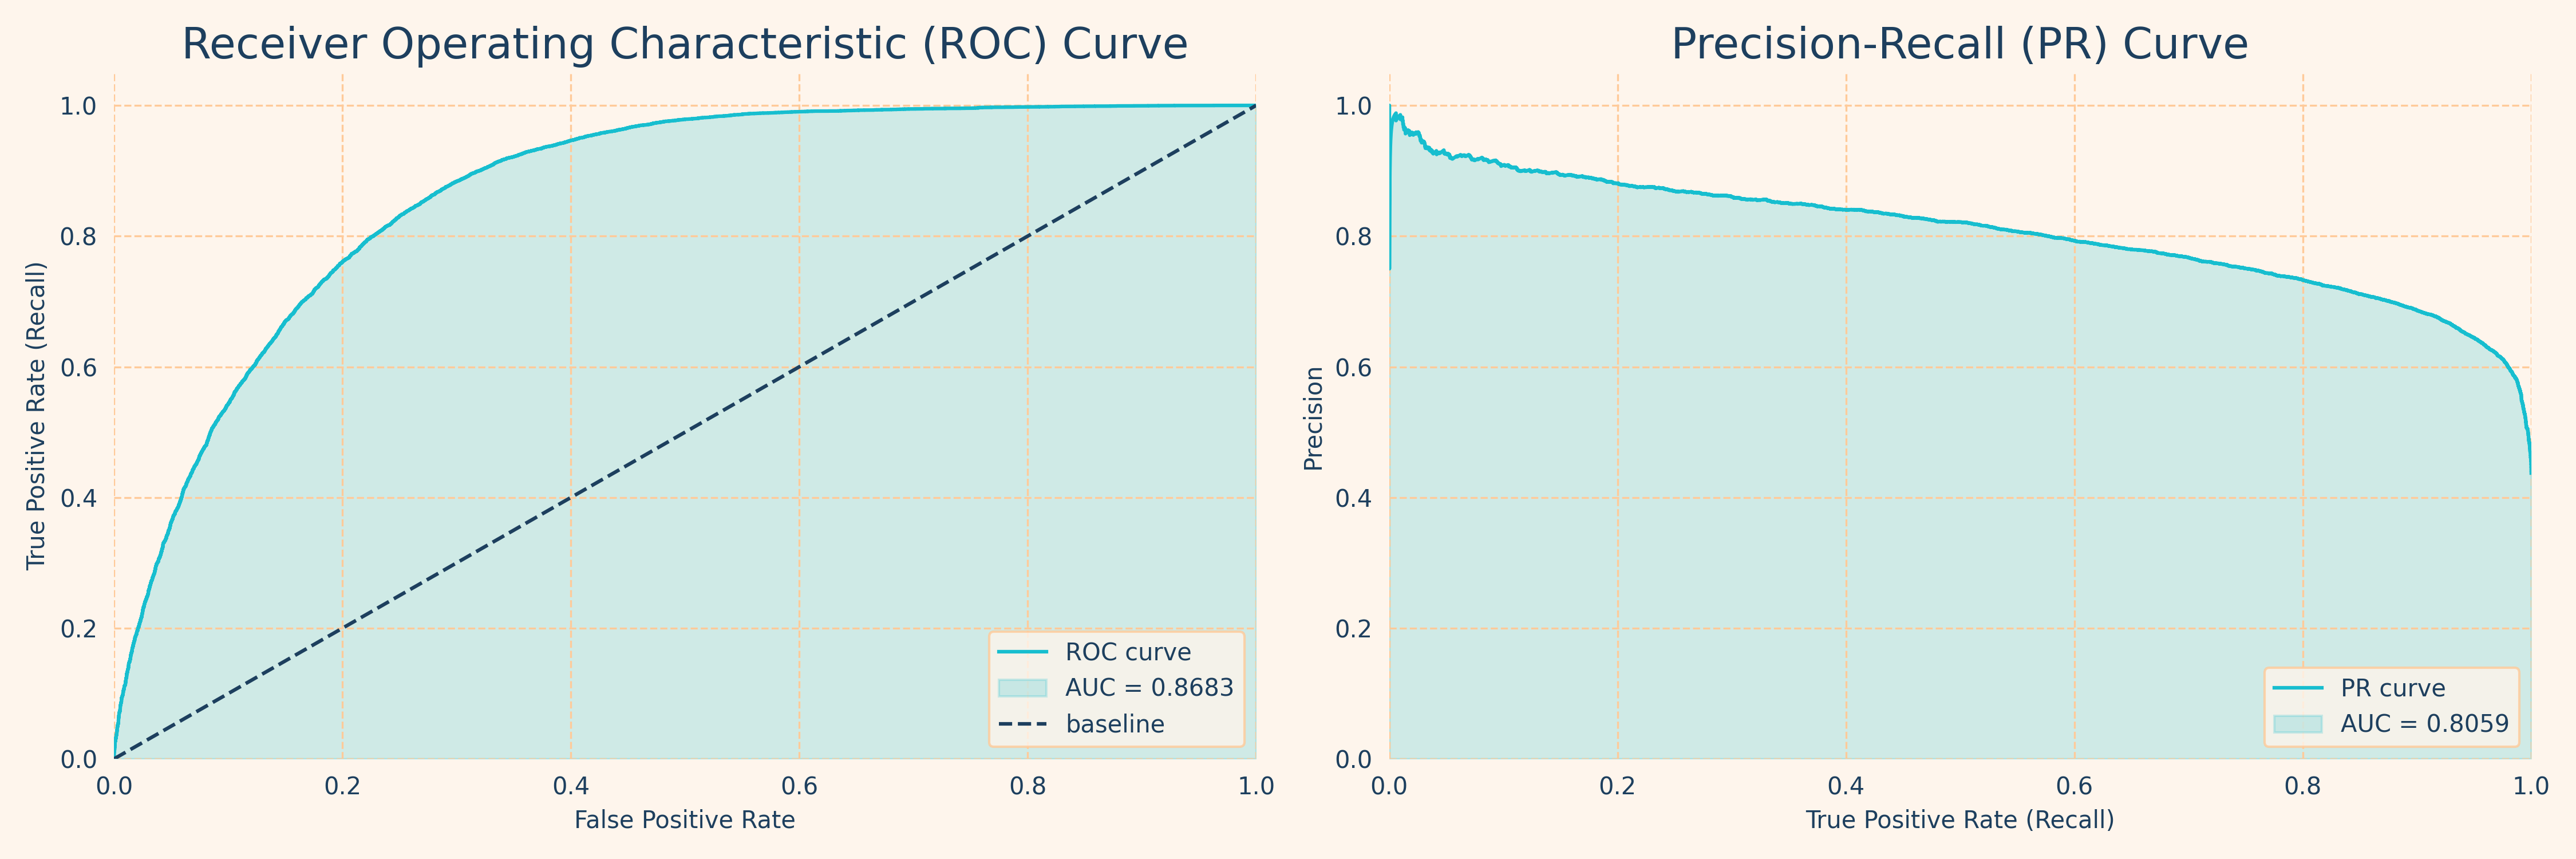 Receiver Operating Characteristic (ROC) Curve
1.0
0.8
0.6
0.4
0.2
0.0
True Positive Rate (Recall)
0.0 0.2 0.4 0.6 0.8 1.0
False Positive Rate
ROC curve
AUC = 0.8683
baseline
Precision-Recall (PR) Curve
1.0
0.8
0.6
0.4
0.2
0.0
Precision
0.0 0.2 0.4 0.6 0.8 1.0
True Positive Rate (Recall)
PR curve
AUC = 0.8059